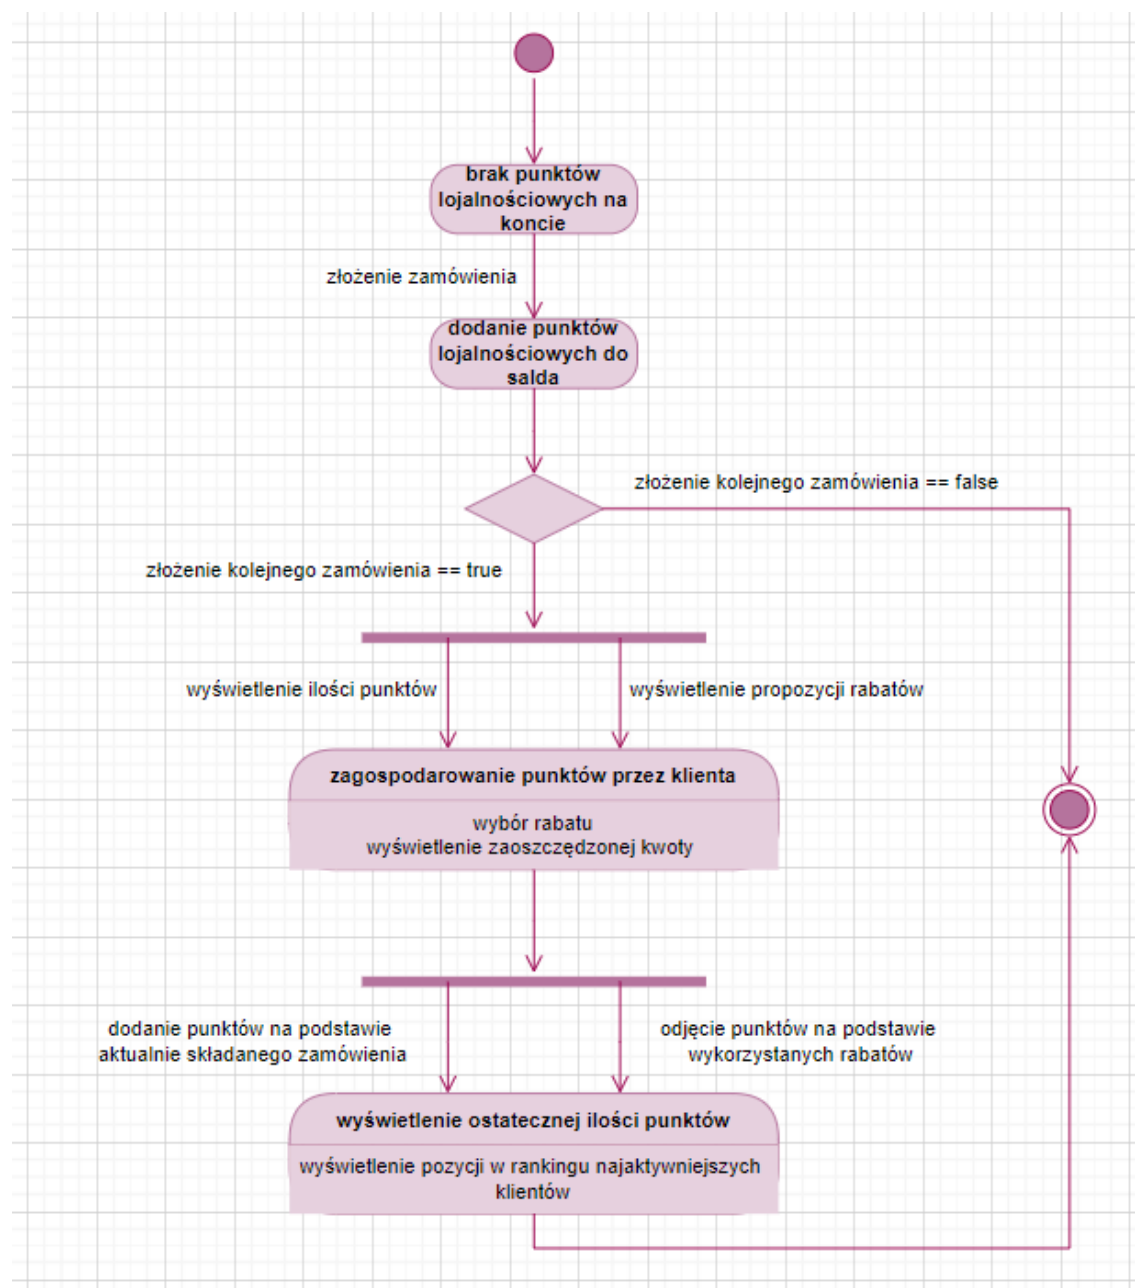 brak punktów
lojalnościowych na
koncie
złożenie zamówienia
dodanie punktów
lojalnościowych do
salda
złożenie kolejnego zamówienia == false
złożenie kolejnego zamówienia == true
wyświetlenie ilości punktów
wyświetlenie propozycji rabatów
zagospodarowanie punktów przez klienta
wybór rabatu
wyświetlenie zaoszczędzonej kwoty
dodanie punktów na podstawie
aktualnie składanego zamówienia
odjęcie punktów na podstawie
wykorzystanych rabatów
wyświetlenie ostatecznej ilości punktów
wyświetlenie pozycji w rankingu najaktywniejszych
klientów